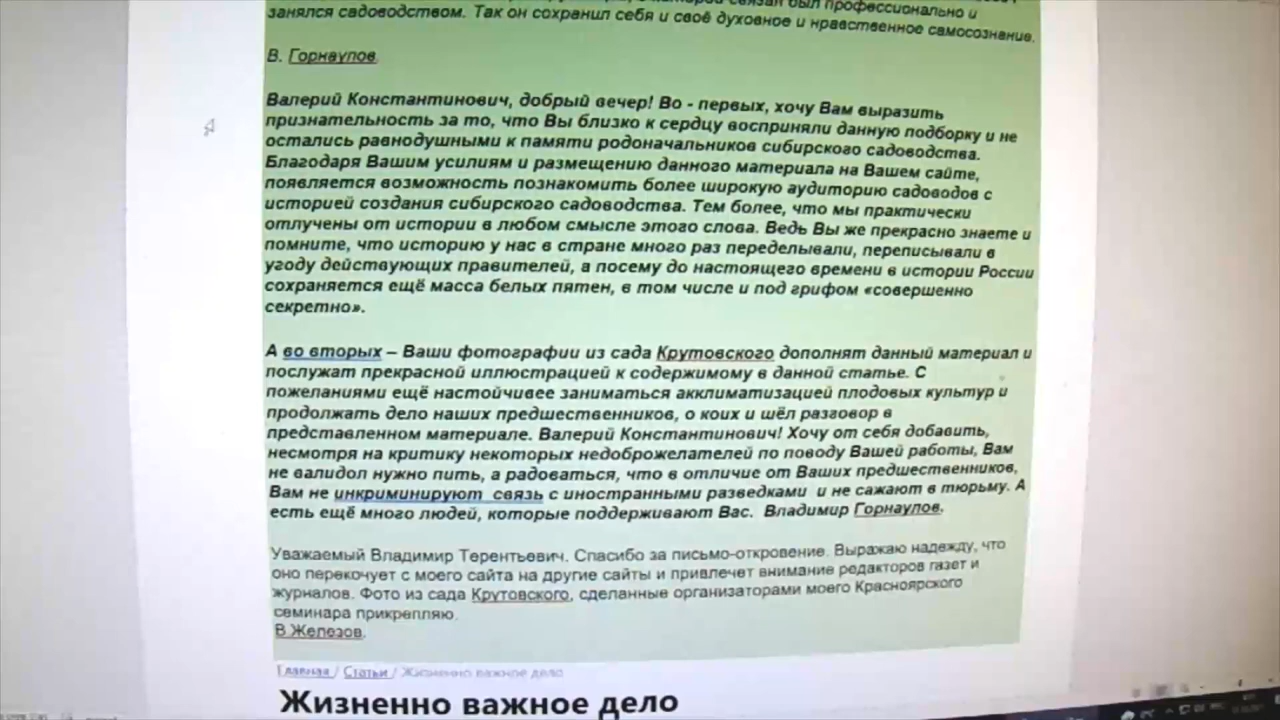 был профессионально и
занялся садоводством. Так он сохранил себя и своё духовное и нравственное самосознание.
В. Горнаулов.
Валерий Константинович, добрый вечер! Во - первых, хочу Вам выразить
признательность за то, что Вы близко к сердцу восприняли данную подборку и не
остались равнодушными к памяти родоначальников сибирского садоводства.
Благодаря Вашим усилиям и размещению данного материала на Вашем сайте,
появляется возможность познакомить более широкую аудиторию садоводов с
историей создания сибирского садоводства. Тем более, что мы практически
отлучены от истории в любом смысле этого слова. Ведь Вы же прекрасно знаете и
помните, что историю у нас в стране много раз переделывали, переписывали в
угоду действующих правителей, а посему до настоящего времени в истории России
сохраняется ещё масса белых пятен, в том числе и под грифом «совершенно
секретно».
А во вторых – Ваши фотографии из сада Крутовского дополнят данный материал и
послужат прекрасной иллюстрацией к содержимому в данной статье. С
пожеланиями ещё настойчивее заниматься акклиматизацией плодовых культур и
продолжать дело наших предшественников, о коих и шёл разговор в
представленном материале. Валерий Константинович! Хочу от себя добавить,
несмотря на критику некоторых недоброжелателей по поводу Вашей работы, Вам
не валидол нужно пить, а радоваться, что в отличие от Ваших предшественников,
Вам не инкриминируют связь с иностранными разведками и не сажают в тюрьму. А
есть ещё много людей, которые поддерживают Вас. Владимир Горнаулов.
Уважаемый Владимир Терентьевич. Спасибо за письмо-откровение. Выражаю надежду, что
оно перекочует с моего сайта на другие сайты и привлечет внимание редакторов газет и
журналов. Фото из сада Крутовского, сделанные организаторами моего Красноярского
семинара прикрепляю.
В.Железов.
Главная / Статьи / Жизненно важное дело
Жизненно важное дело